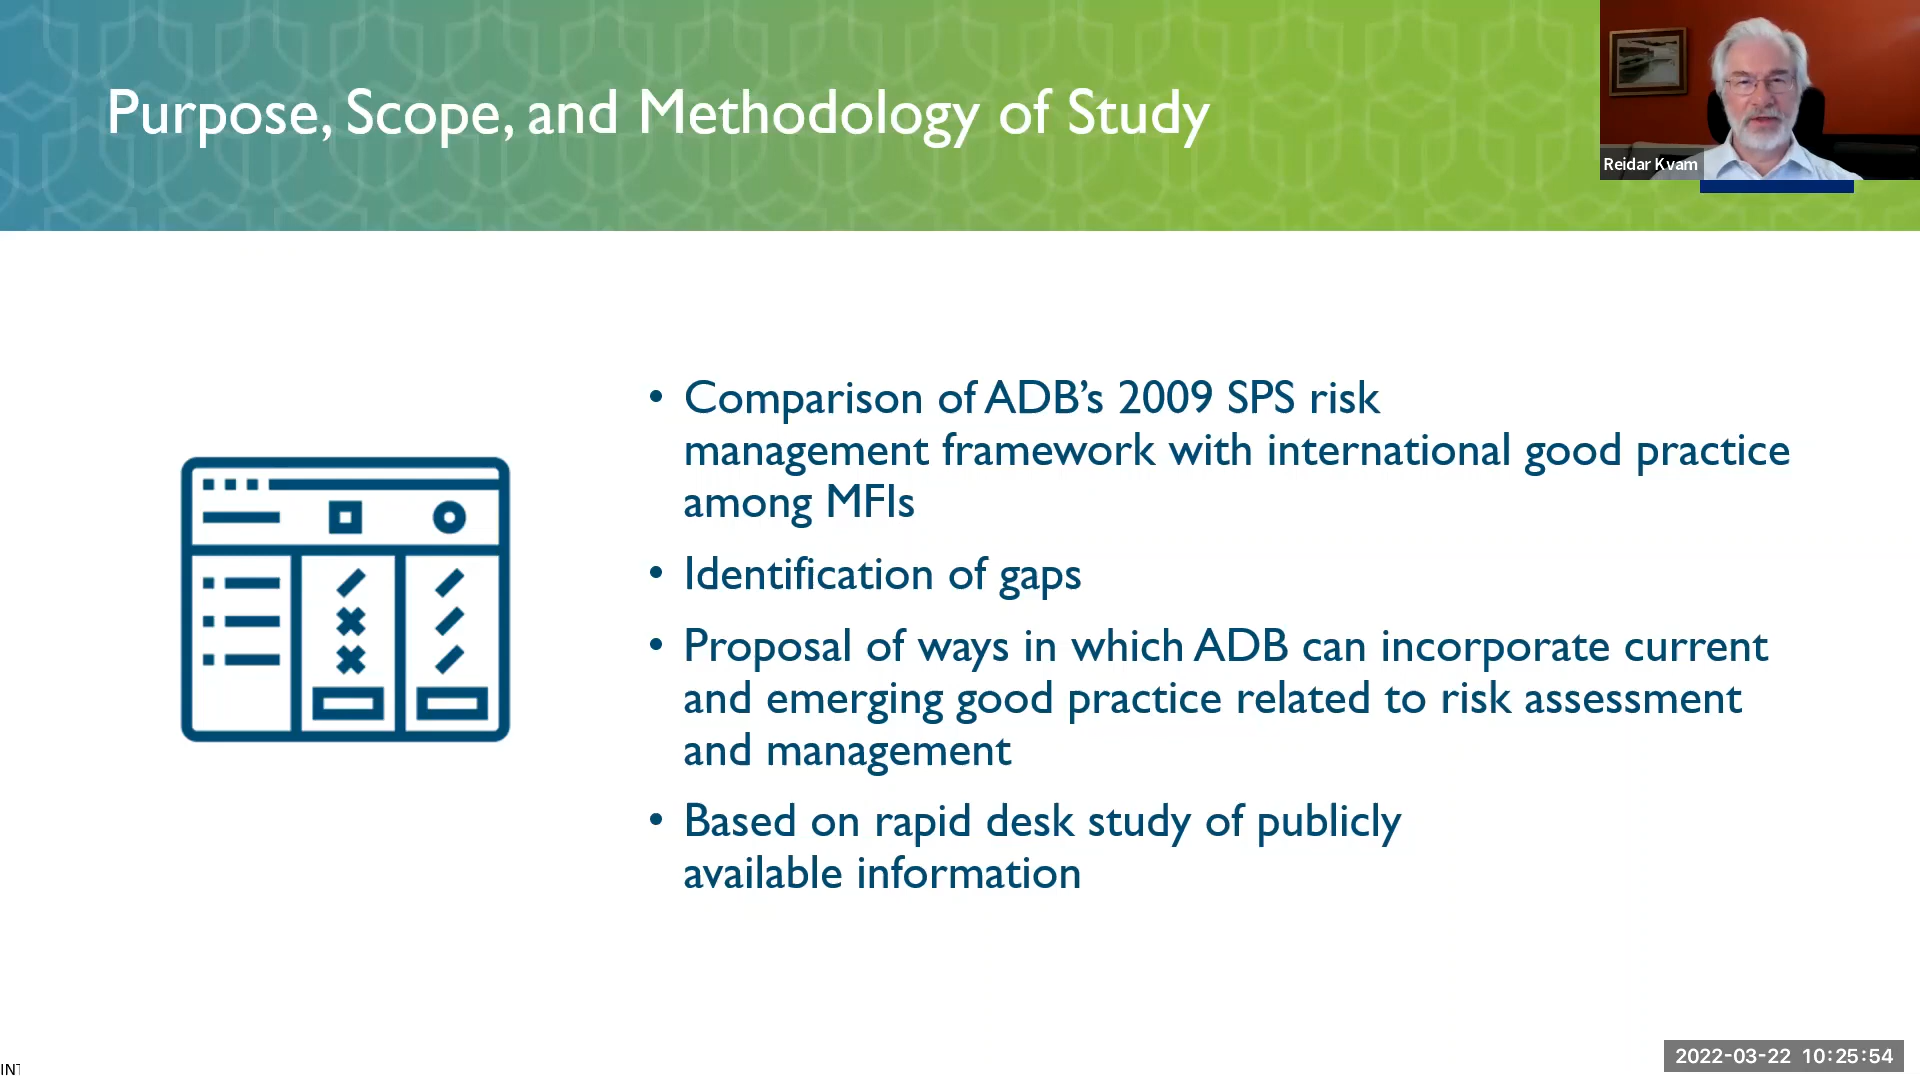 Purpose, Scope, and Methodology of Study
Reidar Kvam
• Comparison of ADB’s 2009 SPS risk
management framework with international good practice
among MFIs
• Identification of gaps
• Proposal of ways in which ADB can incorporate current
and emerging good practice related to risk assessment
and management
• Based on rapid desk study of publicly
available information
2022-03-22 10:25:54